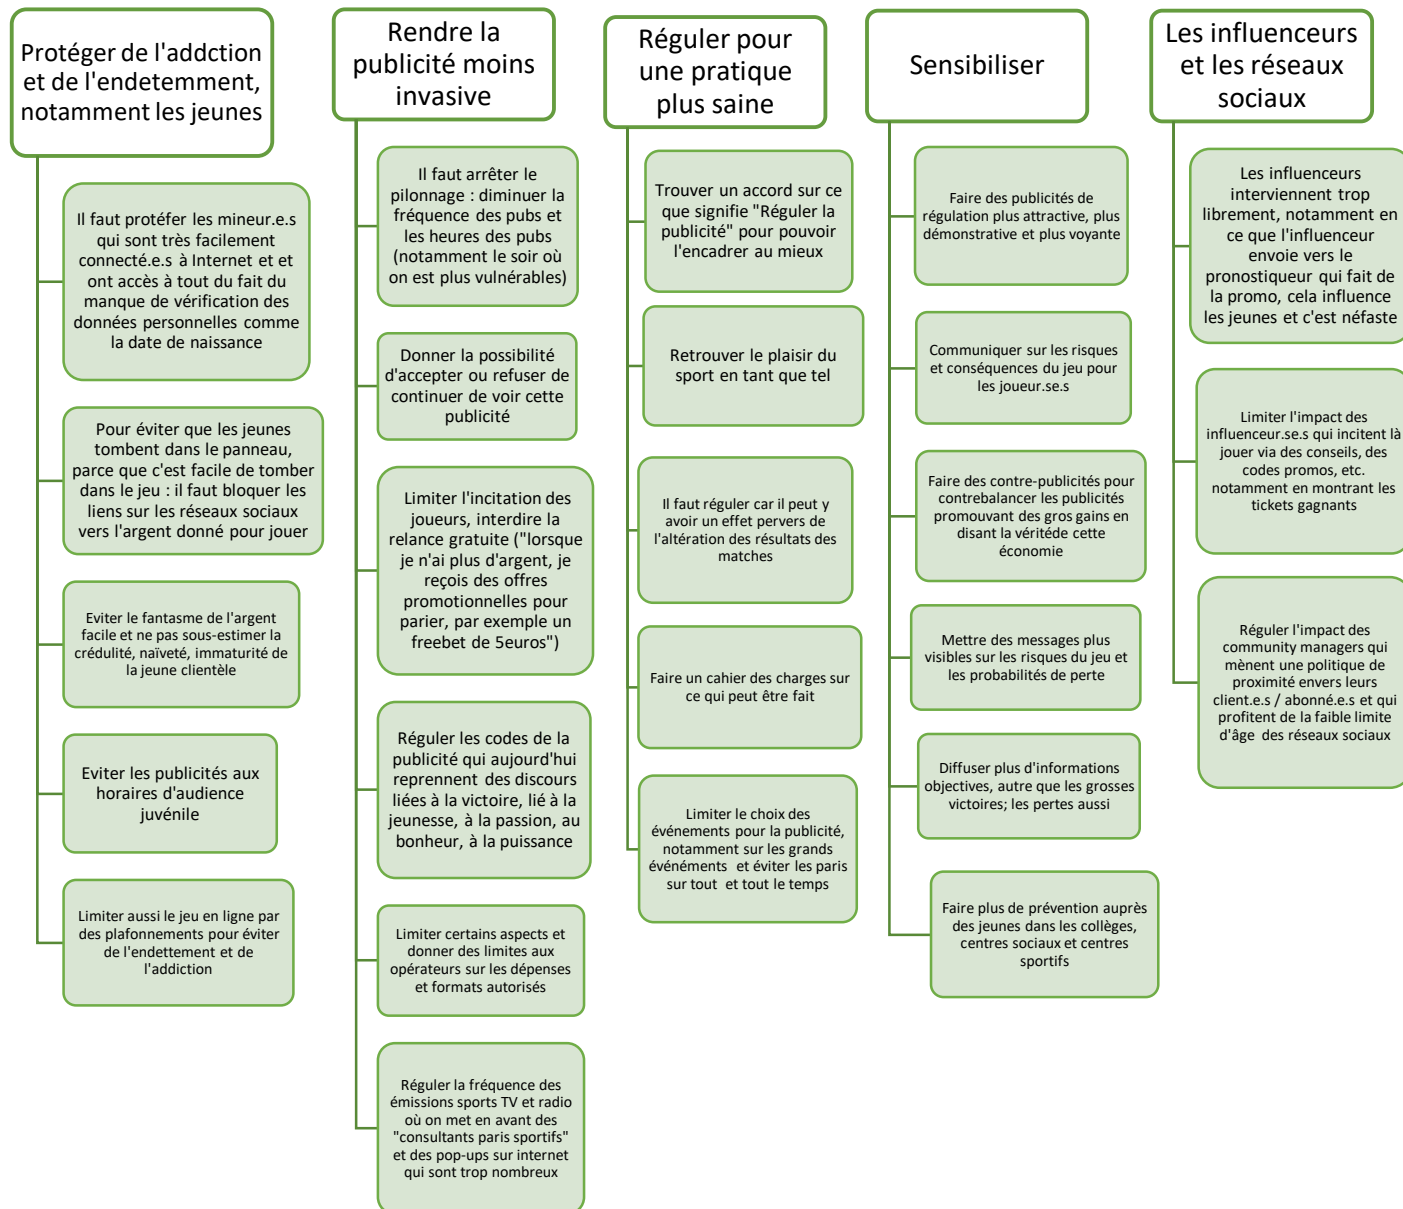 Protéger de l'addction
et de l'endetemment,
notamment les jeunes
Il faut protéfer les mineur.e.s
qui sont très facilement
connecté.e.s à Internet et et
ont accès à tout du fait du
manque de vérification des
données personnelles comme
la date de naissance
Pour éviter que les jeunes
tombent dans le panneau,
parce que c'est facile de tomber
dans le jeu : il faut bloquer les
liens sur les réseaux sociaux
vers l'argent donné pour jouer
Eviter le fantasme de l'argent
facile et ne pas sous-estimer la
crédulité, naïveté, immaturité de
la jeune clientèle
Eviter les publicités aux
horaires d'audience
juvénile
Limiter aussi le jeu en ligne par
des plafonnements pour éviter
de l'endettement et de
l'addiction
Rendre la
publicité moins
invasive
Il faut arrêter le
pilonnage : diminuer la
fréquence des pubs et
les heures des pubs
(notamment le soir où
on est plus vulnérables)
Donner la possibilité
d'accepter ou refuser de
continuer de voir cette
publicité
Limiter l'incitation des
joueurs, interdire la
relance gratuite ("lorsque
je n'ai plus d'argent, je
reçois des offres
promotionnelles pour
parier, par exemple un
freebet de 5euros")
Réguler les codes de la
publicité qui aujourd'hui
reprennent des discours
liées à la victoire, lié à la
jeunesse, à la passion, au
bonheur, à la puissance
Limiter certains aspects et
donner des limites aux
opérateurs sur les dépenses
et formats autorisés
Réguler la fréquence des
émissions sports TV et radio
où on met en avant des
"consultants paris sportifs"
et des pop-ups sur internet
qui sont trop nombreux
Réguler pour
une pratique
plus saine
Trouver un accord sur ce
que signifie "Réguler la
publicité" pour pouvoir
l'encadrer au mieux
Retrouver le plaisir du
sport en tant que tel
Il faut réguler car il peut y
avoir un effet pervers de
l'altération des résultats des
matches
Faire un cahier des charges sur
ce qui peut être fait
Limiter le choix des
événements pour la publicité,
notamment sur les grands
événéments et éviter les paris
sur tout et tout le temps
Sensibiliser
Faire des publicités de
régulation plus attractive, plus
démonstrative et plus voyante
Communiquer sur les risques
et conséquences du jeu pour
les joueur.se.s
Faire des contre-publicités pour
contrebalancer les publicités
promouvant des gros gains en
disant la véritéde cette
économie
Mettre des messages plus
visibles sur les risques du jeu et
les probabilités de perte
Diffuser plus d'informations
objectives, autre que les grosses
victoires; les pertes aussi
Faire plus de prévention auprès
des jeunes dans les collèges,
centres sociaux et centres
sportifs
Les influenceurs
et les réseaux
sociaux
Les influenceurs
interviennent trop
librement, notamment en
ce que l'influenceur
envoie vers le
pronostiqueur qui fait de
la promo, cela influence
les jeunes et c'est néfaste
Limiter l'impact des
influenceur.se.s qui incitent là
jouer via des conseils, des
codes promos, etc.
notamment en montrant les
tickets gagnants
Réguler l'impact des
community managers qui
mènent une politique de
proximité envers leurs
client.e.s / abonné.e.s et qui
profitent de la faible limite
d'âge des réseaux sociaux